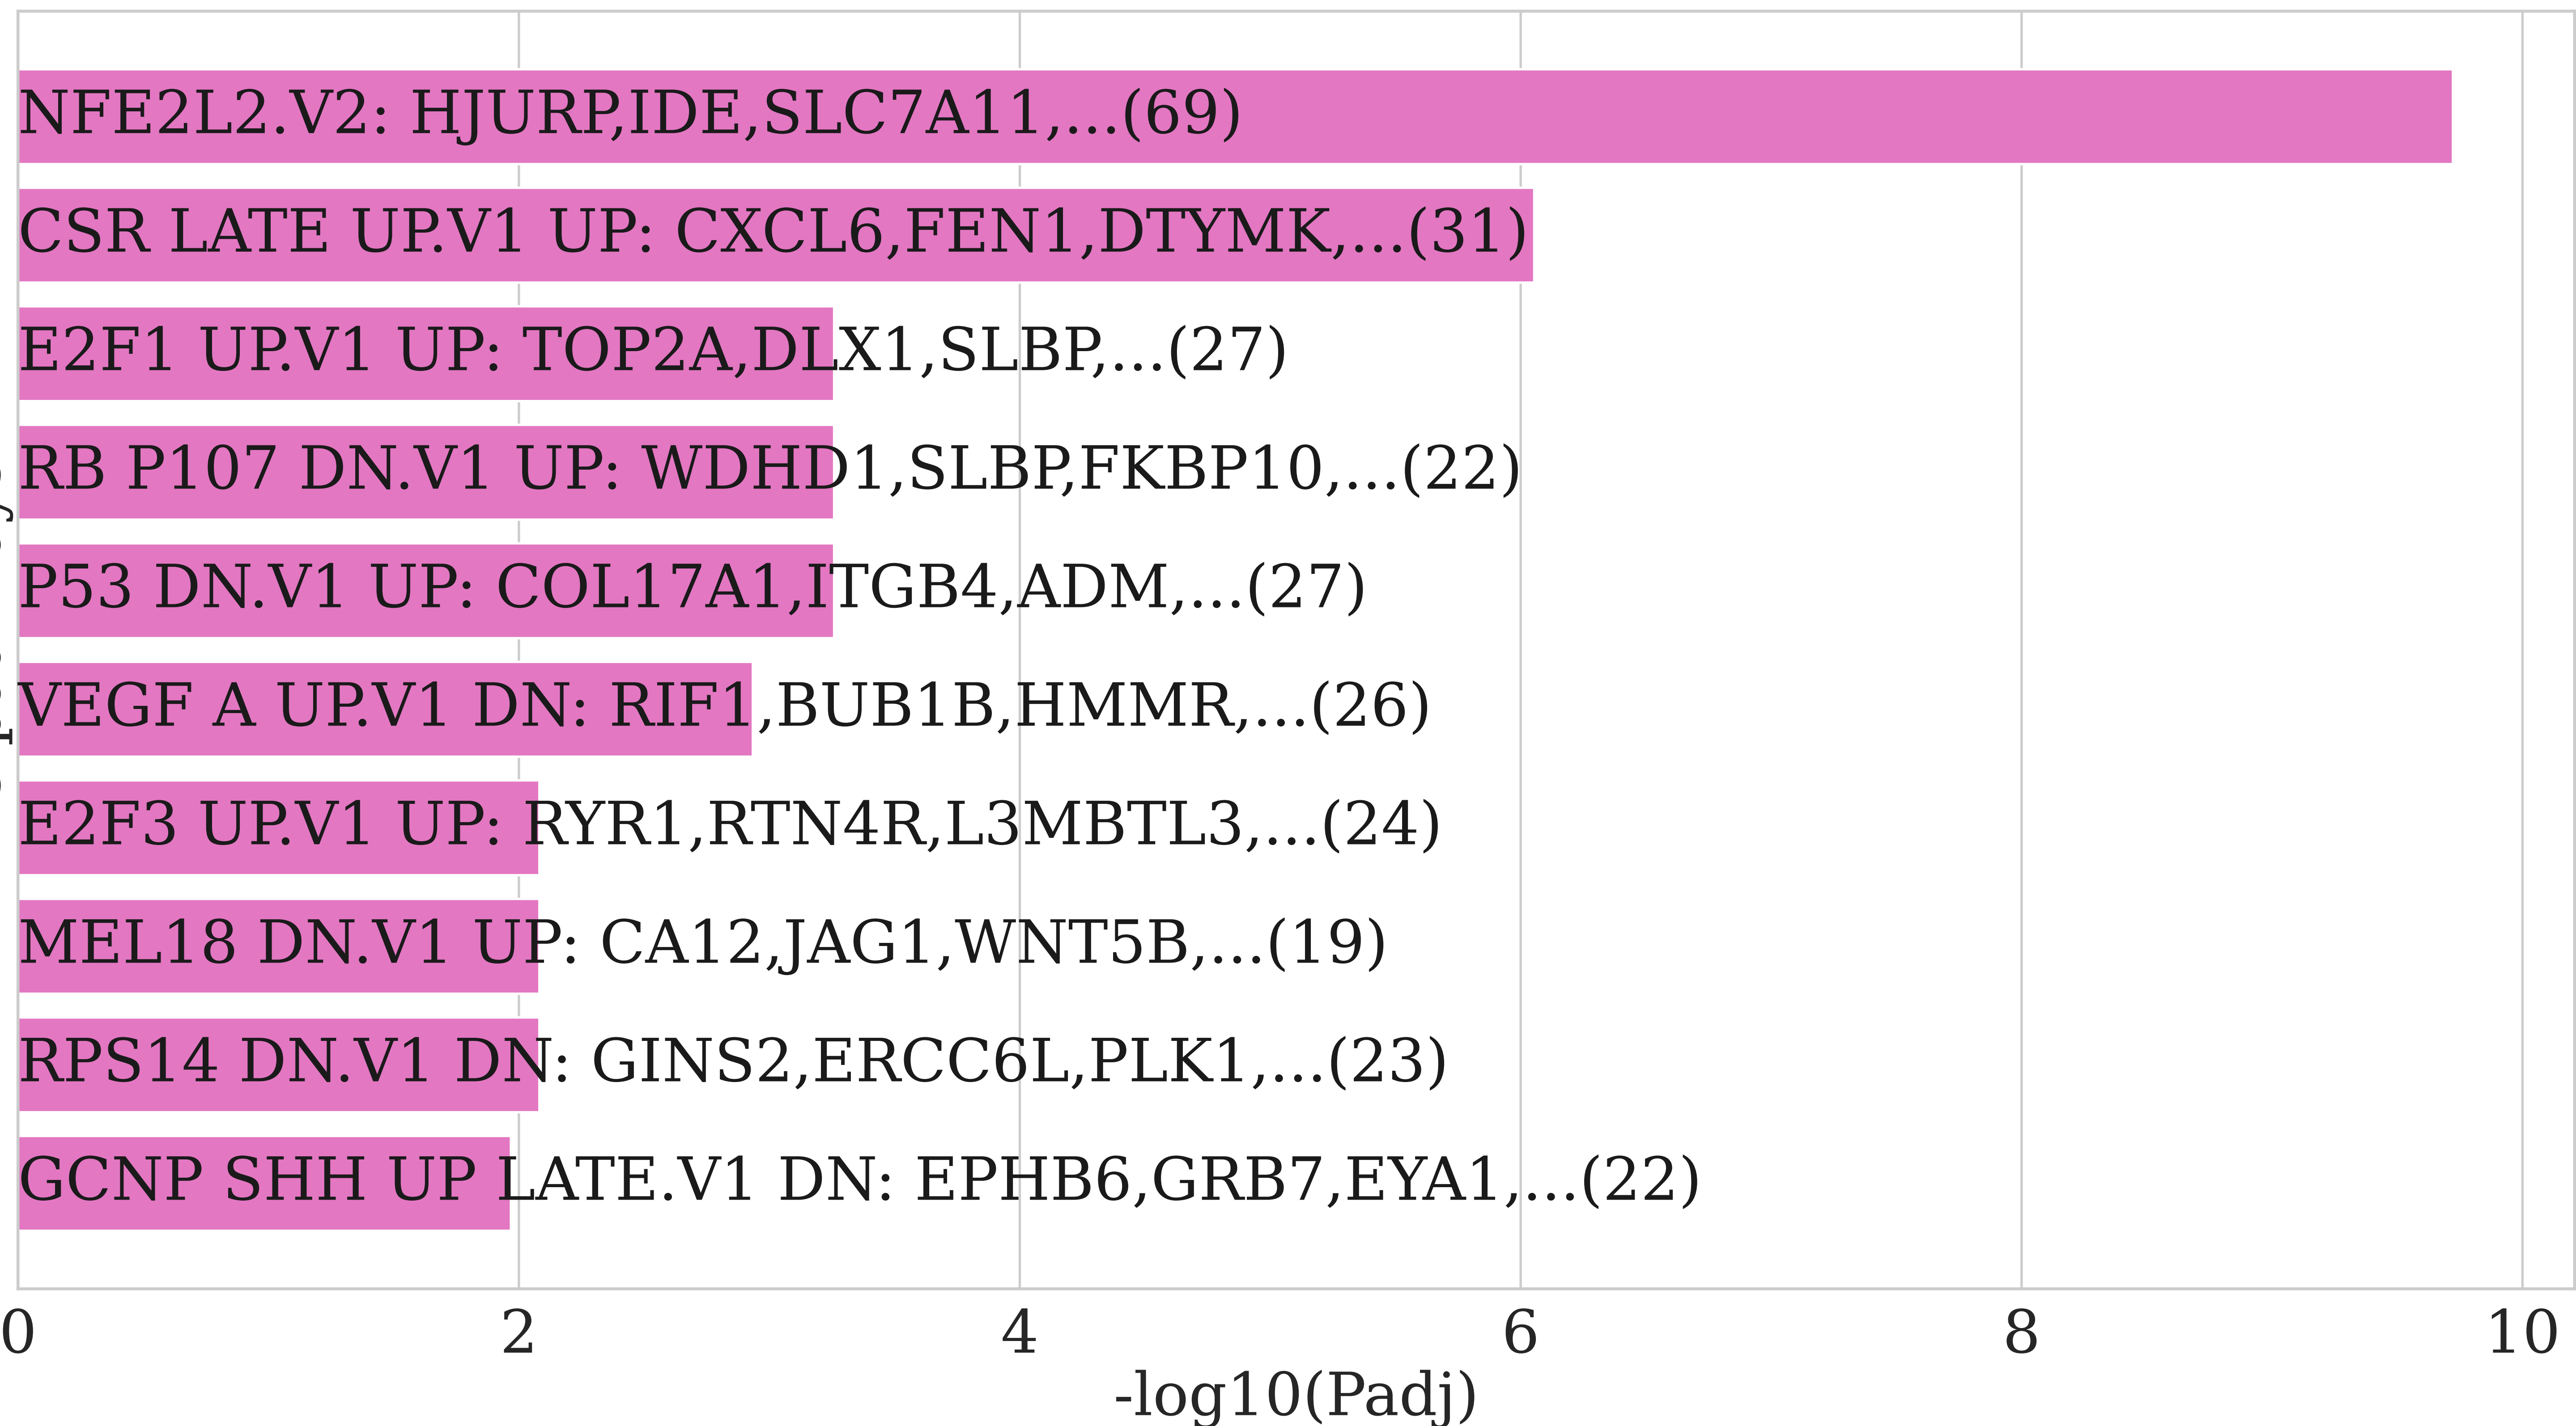 NFE2L2.V2: HJURP,IDE,SLC7A11,...(69)
CSR LATE UP.V1 UP: CXCL6,FEN1,DTYMK,...(31)
E2F1 UP.V1 UP: TOP2A,DLX1,SLBP,...(27)
RB P107 DN.V1 UP: WDHD1,SLBP,FKBP10,...(22)
P53 DN.V1 UP: COL17A1,ITGB4,ADM,...(27)
VEGF A UP.V1 DN: RIF1,BUB1B,HMMR,...(26)
E2F3 UP.V1 UP: RYR1,RTN4R,L3MBTL3,...(24)
MEL18 DN.V1 UP: CA12,JAG1,WNT5B,...(19)
RPS14 DN.V1 DN: GINS2,ERCC6L,PLK1,...(23)
GCNP SHH UP LATE.V1 DN: EPHB6,GRB7,EYA1,...(22)
0 2 4 6 8 10
-log10(Padj)